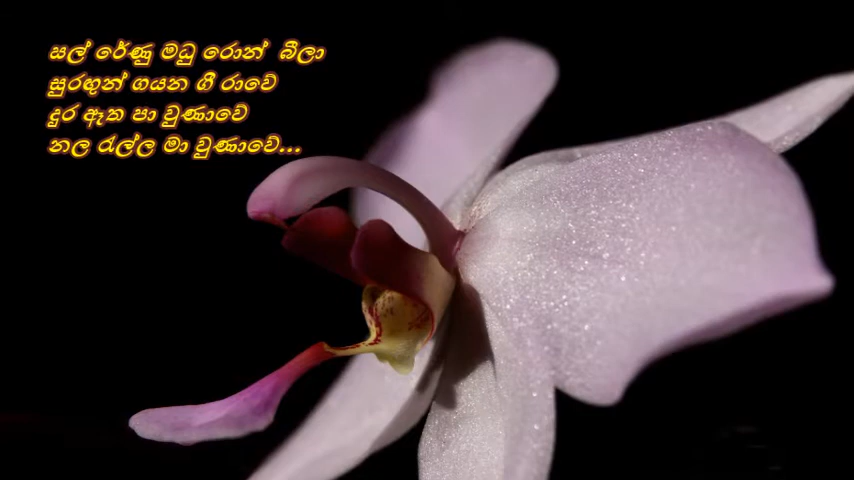 සල් රේණු මධු රොන් බීලා
සුරඟුන් ගයන ගී රාවේ
දුර ඈත පා වුණාවේ
නල රැල්ල මා වුණාවේ...